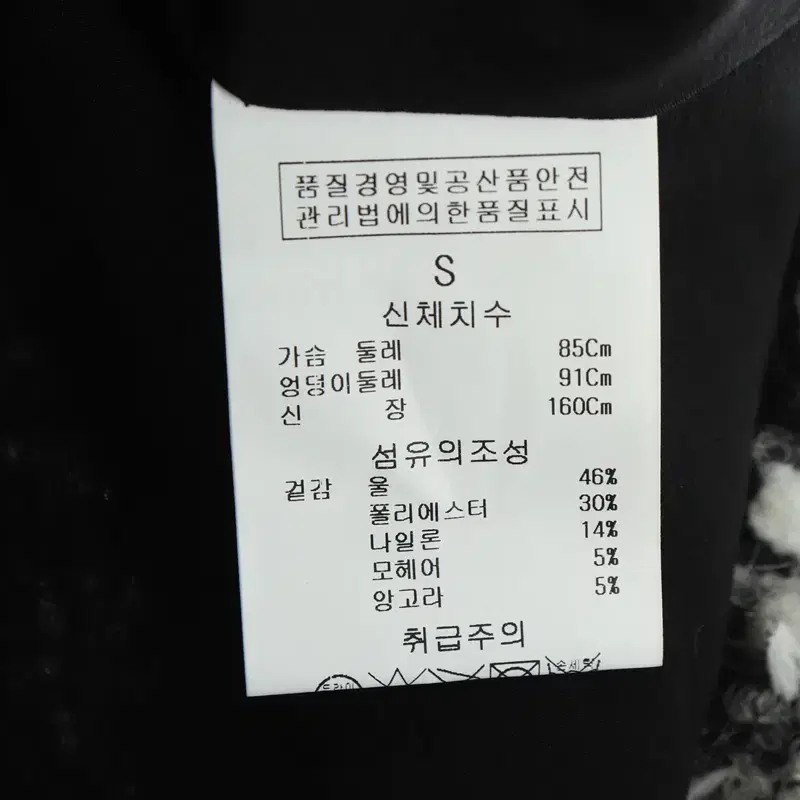 품질경영및공산품안전
관리법에의한품질표시
S
신체치수
가슴 둘레 85Cm
엉덩이둘레 91Cm
신 장 160Cm
섬유의조성
겉감 울 46%
폴리에스터 30%
나일론 14%
모헤어 5%
앙고라 5%
취급주의